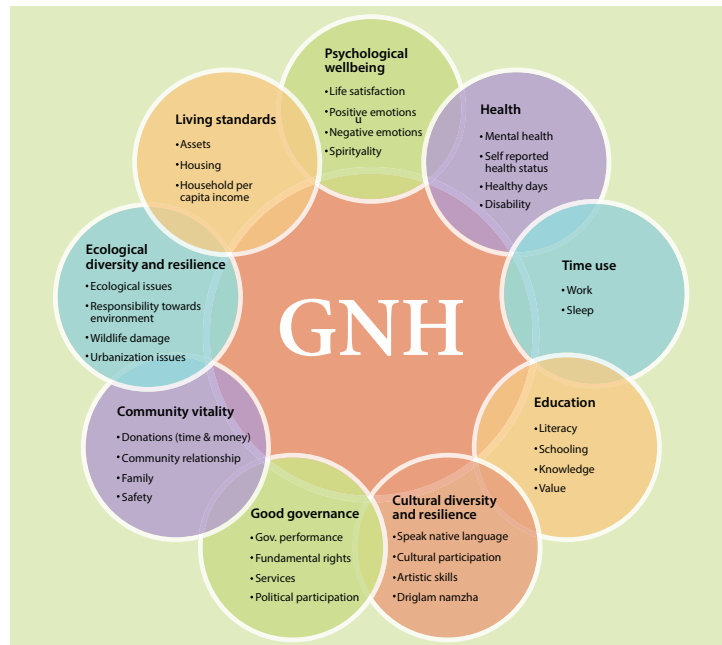 Psychological
wellbeing
•Life satisfaction
•Positive emotions
u
•Negative emotions
•Spirityality
Health
•Mental health
•Self reported
health status
•Healthy days
•Disability
Time use
•Work
•Sleep
Education
•Literacy
•Schooling
•Knowledge
•Value
Cultural diversity
and resilience
•Speak native language
•Cultural participation
•Artistic skills
•Driglam namzha
Good governance
•Gov. performance
•Fundamental rights
•Services
•Political participation
Community vitality
•Donations (time & money)
•Community relationship
•Family
•Safety
Ecological
diversity and resilience
•Ecological issues
•Responsibility towards
environment
•Wildlife damage
•Urbanization issues
Living standards
•Assets
•Housing
•Household per
capita income
GNH